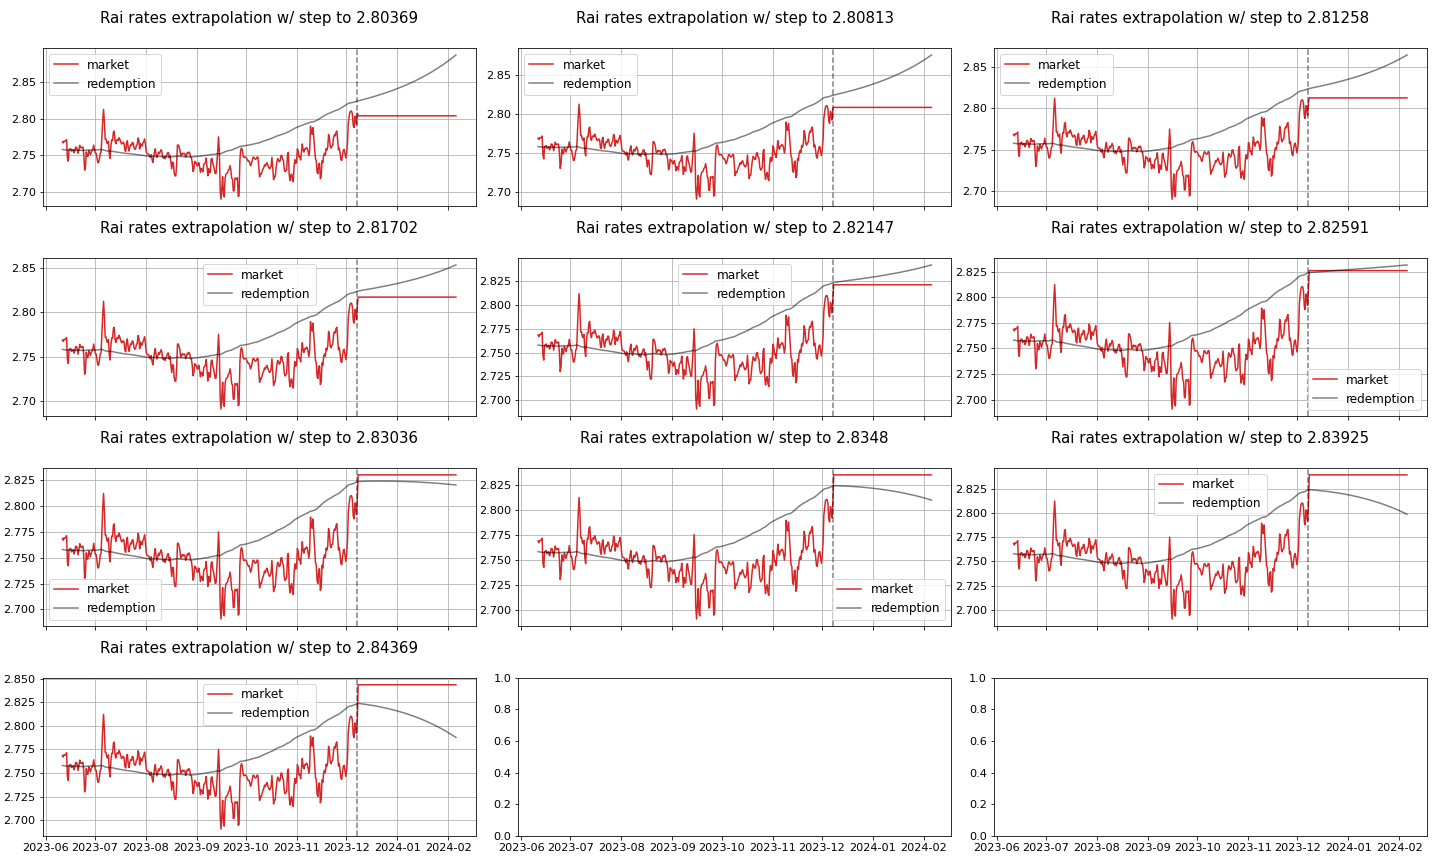 Rai rates extrapolation w/ step to 2.80369
Rai rates extrapolation w/ step to 2.80813
Rai rates extrapolation w/ step to 2.81258
market
redemption
2.85
2.80
2.75
2.70
market
redemption
2.85
2.80
2.75
2.70
market
redemption
2.85
2.80
2.75
2.70
Rai rates extrapolation w/ step to 2.81702
Rai rates extrapolation w/ step to 2.82147
Rai rates extrapolation w/ step to 2.82591
market
redemption
2.85
2.80
2.75
2.70
market
redemption
2.825
2.800
2.775
2.750
2.725
2.700
2.825
2.800
2.775
2.750
2.725
2.700
market
redemption
Rai rates extrapolation w/ step to 2.83036
Rai rates extrapolation w/ step to 2.8348
Rai rates extrapolation w/ step to 2.83925
2.825
2.800
2.775
2.750
2.725
2.700
market
redemption
2.825
2.800
2.775
2.750
2.725
2.700
market
redemption
market
redemption
2.825
2.800
2.775
2.750
2.725
2.700
Rai rates extrapolation w/ step to 2.84369
market
redemption
2.850
2.825
2.800
2.775
2.750
2.725
2.700
2023-06 2023-07 2023-08 2023-09 2023-10 2023-11 2023-12 2024-01 2024-02
1.0
0.8
0.6
0.4
0.2
0.0
2023-06 2023-07 2023-08 2023-09 2023-10 2023-11 2023-12 2024-01 2024-02
1.0
0.8
0.6
0.4
0.2
0.0
2023-06 2023-07 2023-08 2023-09 2023-10 2023-11 2023-12 2024-01 2024-02